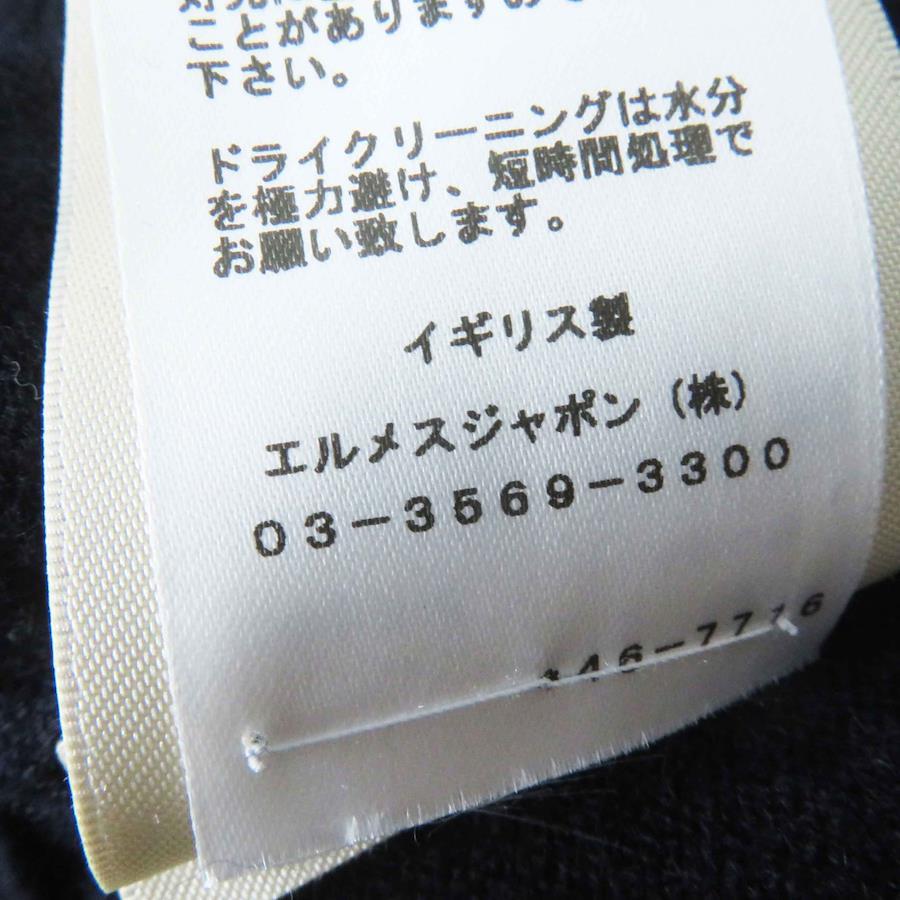 ことがありますので
下さい。
ドライクリーニングは水分
を極力避け、短時間処理で
お願い致します。
イギリス製
エルメスジャポン(株)
03-3569-3300
*46-7716